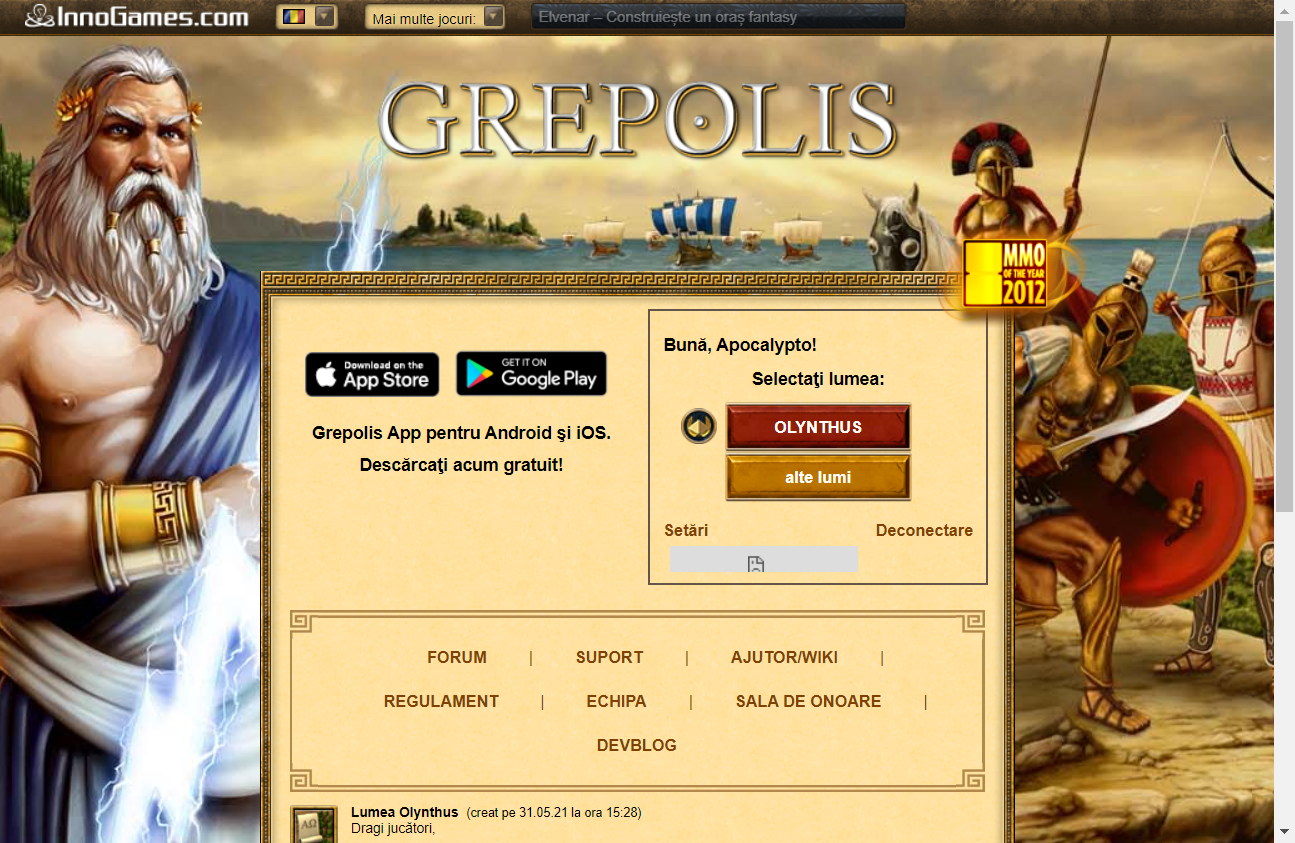 InnoGames.com
Mai multe jocuri:
Elvenar – Construiește un oraș fantasy
GREPOLIS
MMO
OF THE YEAR
2012
Bună, Apocalypto!
Selectaţi lumea:
Download on the
App Store
GET IT ON
Google Play
OLYNTHUS
Grepolis App pentru Android şi iOS.
Descărcaţi acum gratuit!
alte lumi
Setări Deconectare
FORUM | SUPORT | AJUTOR/WIKI |
REGULAMENT | ECHIPA | SALA DE ONOARE |
DEVBLOG
Lumea Olynthus (creat pe 31.05.21 la ora 15:28)
Dragi jucători,
ΑΩ